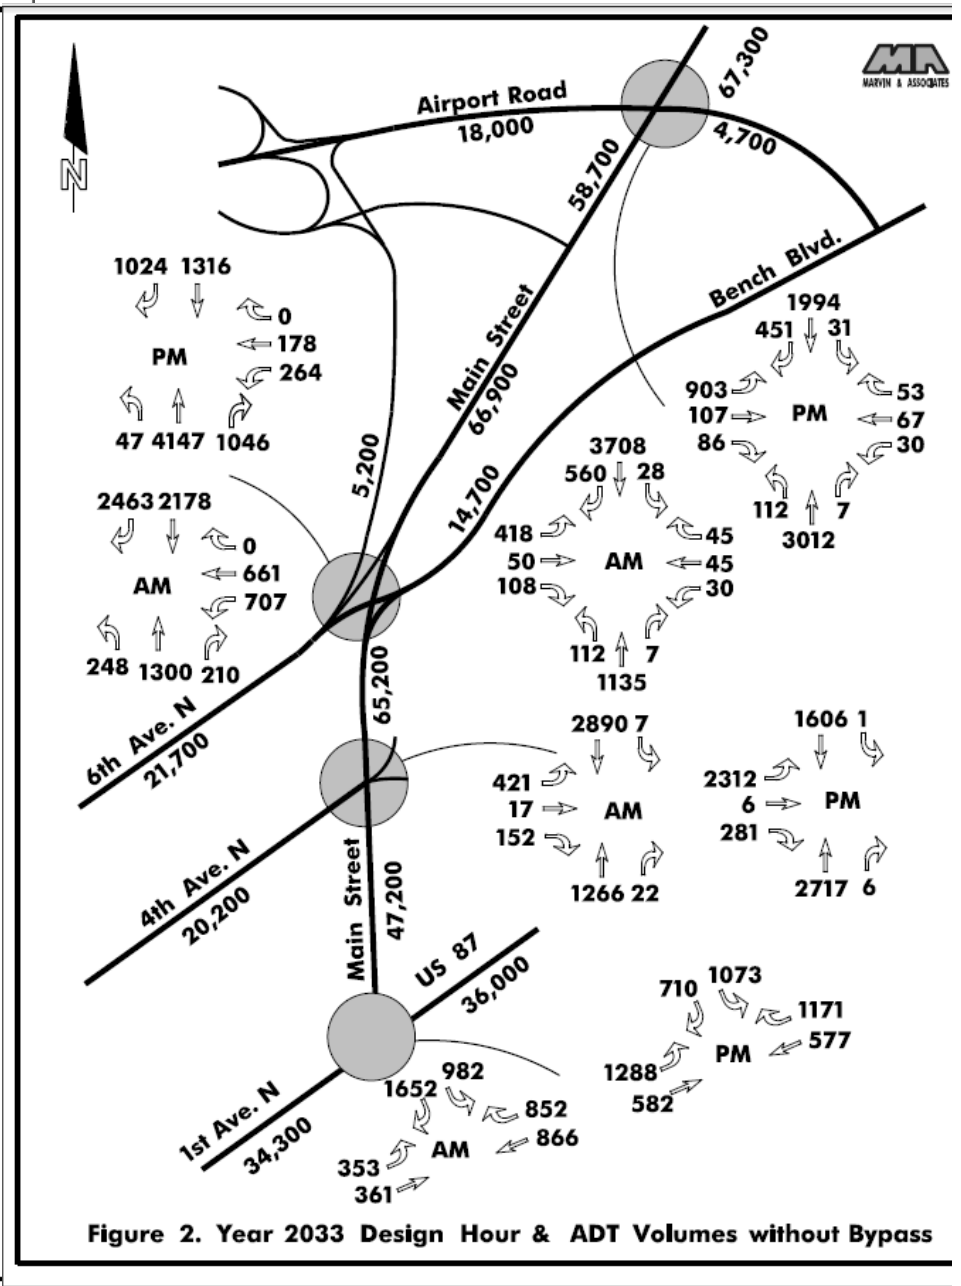 MA
MARVIN & ASSOCIATES
N
67,300
Airport Road
18,000
4,700
58,700
Bench Blvd.
Main Street
66,900
14,700
5,200
1024 1316
0
178
264
PM
47 4147 1046
2463 2178
0
661
707
AM
248 1300 210
1994
451 31
903
107
86
PM
53
67
30
112 7
3012
3708
560 28
418
50
108
AM
45
45
30
112 7
1135
65,200
6th Ave. N
21,700
2890 7
421
17
152
AM
1266 22
1606 1
2312
6
281
PM
2717 6
4th Ave. N
20,200
Main Street
47,200
US 87
36,000
1073
710
1171
577
PM
1288
582
982
1652
852
866
AM
353
361
1st Ave. N
34,300
Figure 2. Year 2033 Design Hour & ADT Volumes without Bypass